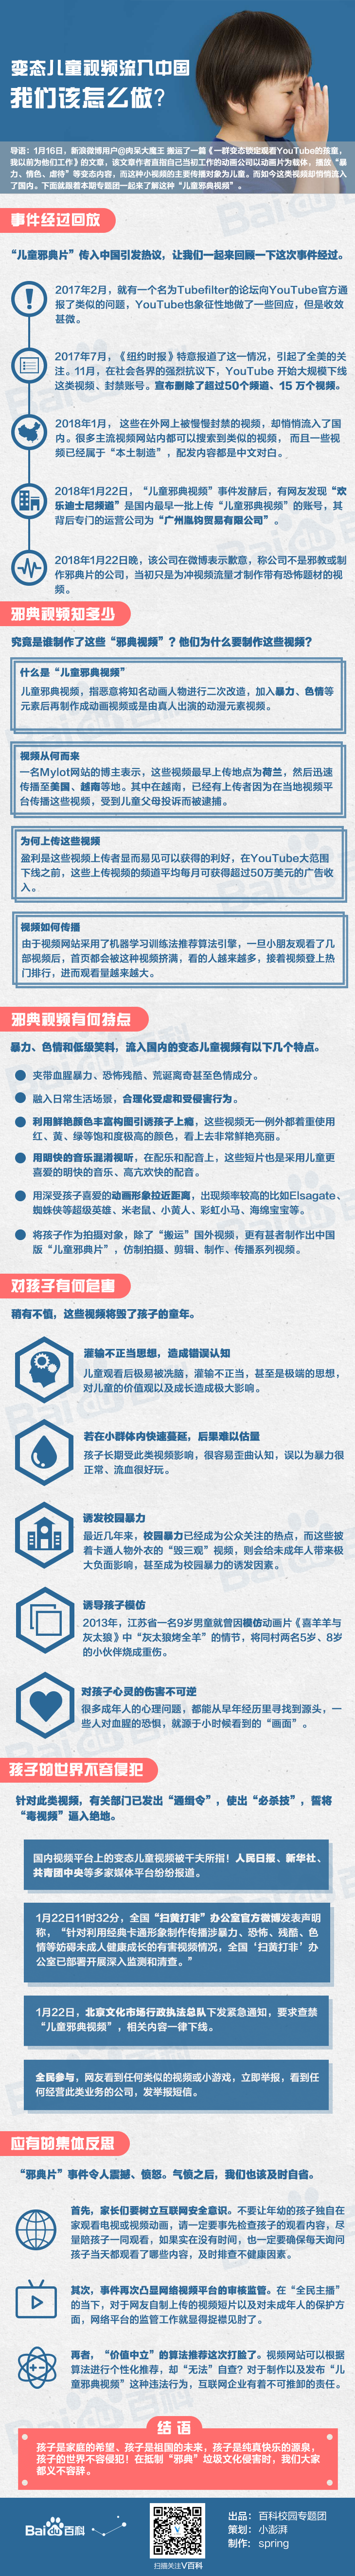 变态儿童视频流入中国
我们该怎么做?
导语：1月16日，新浪微博用户@肉呆大魔王 搬运了一篇《一群变态锁定观看YouTube的孩童，
我以前为他们工作》的文章，该文章作者直指自己当初工作的动画公司以动画片为载体，播放“暴
力、情色、虐待”等变态内容，而这种小视频的主要传播对象为儿童。而如今这类视频却悄悄流入
了国内。下面就跟着本期专题团一起来了解这种“儿童邪典视频”。
事件经过回放
“儿童邪典片”传入中国引发热议，让我们一起来回顾一下这次事件经过。
2017年2月，就有一个名为Tubefilter的论坛向YouTube官方通
报了类似的问题，YouTube也象征性地做了一些回应，但是收效
甚微。
2017年7月，《纽约时报》特意报道了这一情况，引起了全美的关
注。11月，在社会各界的强烈抗议下，YouTube 开始大规模下线
这类视频、封禁账号。宣布删除了超过50个频道、15 万个视频。
2018年1月， 这些在外网上被慢慢封禁的视频，却悄悄流入了国
内。很多主流视频网站内都可以搜索到类似的视频， 而且一些视
频已经属于“本土制造”，配发内容都是中文对白。
2018年1月22日，“儿童邪典视频”事件发酵后，有网友发现“欢
乐迪士尼频道”是国内最早一批上传“儿童邪典视频”的账号，其
背后专门的运营公司为“广州胤钧贸易有限公司”。
2018年1月22日晚，该公司在微博表示歉意，称公司不是邪教或制
作邪典片的公司，当初只是为冲视频流量才制作带有恐怖题材的视
频。
邪典视频知多少
究竟是谁制作了这些“邪典视频”？他们为什么要制作这些视频？
什么是“儿童邪典视频”
儿童邪典视频，指恶意将知名动画人物进行二次改造，加入暴力、色情等
元素后再制作成动画视频或是由真人出演的动漫元素视频。
视频从何而来
一名Mylot网站的博主表示，这些视频最早上传地点为荷兰，然后迅速
传播至美国、越南等地。其中在越南，已经有上传者因为在当地视频平
台传播这些视频，受到儿童父母投诉而被逮捕。
为何上传这些视频
盈利是这些视频上传者显而易见可以获得的利好，在YouTube大范围
下线之前，这些上传视频的频道平均每月可获得超过50万美元的广告收
入。
视频如何传播
由于视频网站采用了机器学习训练法推荐算法引擎，一旦小朋友观看了几
部视频后，首页都会被这种视频挤满，看的人越来越多，接着视频登上热
门排行，进而观看量越来越大。
邪典视频有何特点
暴力、色情和低级笑料，流入国内的变态儿童视频有以下几个特点。
夹带血腥暴力、恐怖残酷、荒诞离奇甚至色情成分。
融入日常生活场景，合理化受虐和受侵害行为。
利用鲜艳颜色丰富构图引诱孩子上瘾，这些视频无一例外都着重使用
红、黄、绿等饱和度极高的颜色，看上去非常鲜艳亮丽。
用明快的音乐混淆视听，在配乐和配音上，这些短片也是采用儿童更
喜爱的明快的音乐、高亢欢快的配音。
用深受孩子喜爱的动画形象拉近距离，出现频率较高的比如Elsagate、
蜘蛛侠等超级英雄、米老鼠、小黄人、彩虹小马、海绵宝宝等。
将孩子作为拍摄对象，除了“搬运”国外视频，更有甚者制作出中国
版“儿童邪典片”，仿制拍摄、剪辑、制作、传播系列视频。
对孩子有何危害
稍有不慎，这些视频将毁了孩子的童年。
灌输不正当思想，造成错误认知
儿童观看后极易被洗脑，灌输不正当，甚至是极端的思想，
对儿童的价值观以及成长造成极大影响。
若在小群体内快速蔓延，后果难以估量
孩子长期受此类视频影响，很容易歪曲认知，误以为暴力很
正常、流血很好玩。
诱发校园暴力
最近几年来，校园暴力已经成为公众关注的热点，而这些披
着卡通人物外衣的“毁三观”视频，则会给未成年人带来极
大负面影响，甚至成为校园暴力的诱发因素。
诱导孩子模仿
2013年，江苏省一名9岁男童就曾因模仿动画片《喜羊羊与
灰太狼》中“灰太狼烤全羊”的情节，将同村两名5岁、8岁
的小伙伴烧成重伤。
对孩子心灵的伤害不可逆
很多成年人的心理问题，都能从早年经历里寻找到源头，一
些人对血腥的恐惧，就源于小时候看到的“画面”。
孩子的世界不容侵犯
针对此类视频，有关部门已发出“通缉令”，使出“必杀技”，誓将
“毒视频”逼入绝地。
国内视频平台上的变态儿童视频被千夫所指！人民日报、新华社、
共青团中央等多家媒体平台纷纷报道。
1月22日11时32分，全国“扫黄打非”办公室官方微博发表声明
称，“针对利用经典卡通形象制作传播涉暴力、恐怖、残酷、色
情等妨碍未成人健康成长的有害视频情况，全国‘扫黄打非’办
公室已部署开展深入监测和清查。”
1月22日，北京文化市场行政执法总队下发紧急通知，要求查禁
“儿童邪典视频”，相关内容一律下线。
全民参与，网友看到任何类似的视频或小游戏，立即举报，看到任
何经营此类业务的公司，发举报短信。
应有的集体反思
“邪典片”事件令人震撼、愤怒。气愤之后，我们也该及时自省。
首先，家长们要树立互联网安全意识。不要让年幼的孩子独自在
家观看电视或视频动画，请一定要事先检查孩子的观看内容，尽
量陪孩子一同观看，如果实在没有时间，也一定要确保每天询问
孩子当天都观看了哪些内容，及时排查不健康因素。
其次，事件再次凸显网络视频平台的审核监管。在“全民主播”
的当下，对于网友自制上传的视频短片以及对未成年人的保护方
面，网络平台的监管工作就显得捉襟见肘了。
再者，“价值中立”的算法推荐这次打脸了。视频网站可以根据
算法进行个性化推荐，却“无法”自查？对于制作以及发布“儿
童邪典视频”这种违法行为，互联网企业有着不可推卸的责任。
结 语
孩子是家庭的希望、孩子是祖国的未来，孩子是纯真快乐的源泉，
孩子的世界不容侵犯！在抵制“邪典”垃圾文化侵害时，我们大家
都义不容辞。
Bai du 百科
扫描关注V百科
出品：百科校园专题团
策划：小彭湃
制作：spring